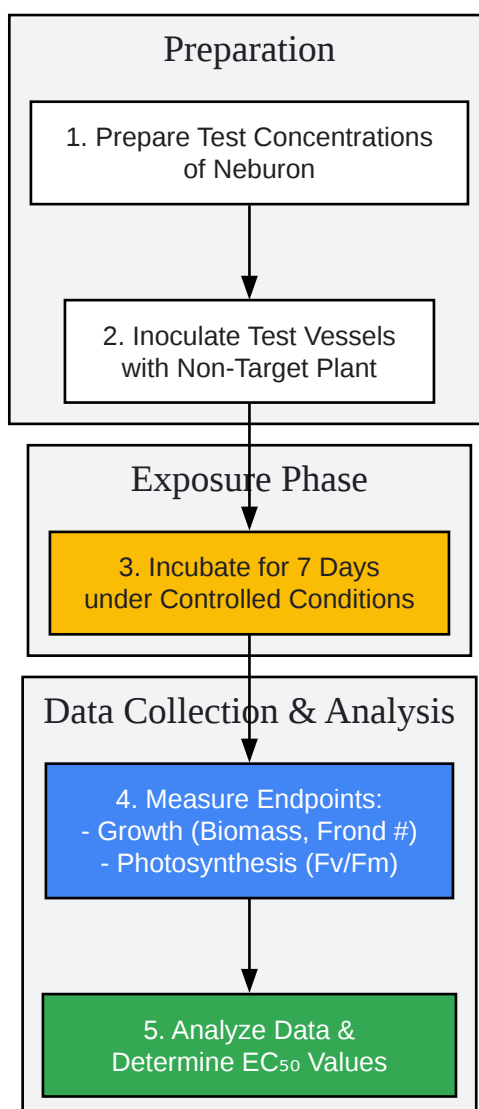 Preparation
1. Prepare Test Concentrations
of Neburon
2. Inoculate Test Vessels
with Non-Target Plant
Exposure Phase
3. Incubate for 7 Days
under Controlled Conditions
Data Collection & Analysis
4. Measure Endpoints:
- Growth (Biomass, Frond #)
- Photosynthesis (Fv/Fm)
5. Analyze Data &
Determine EC₅₀ Values